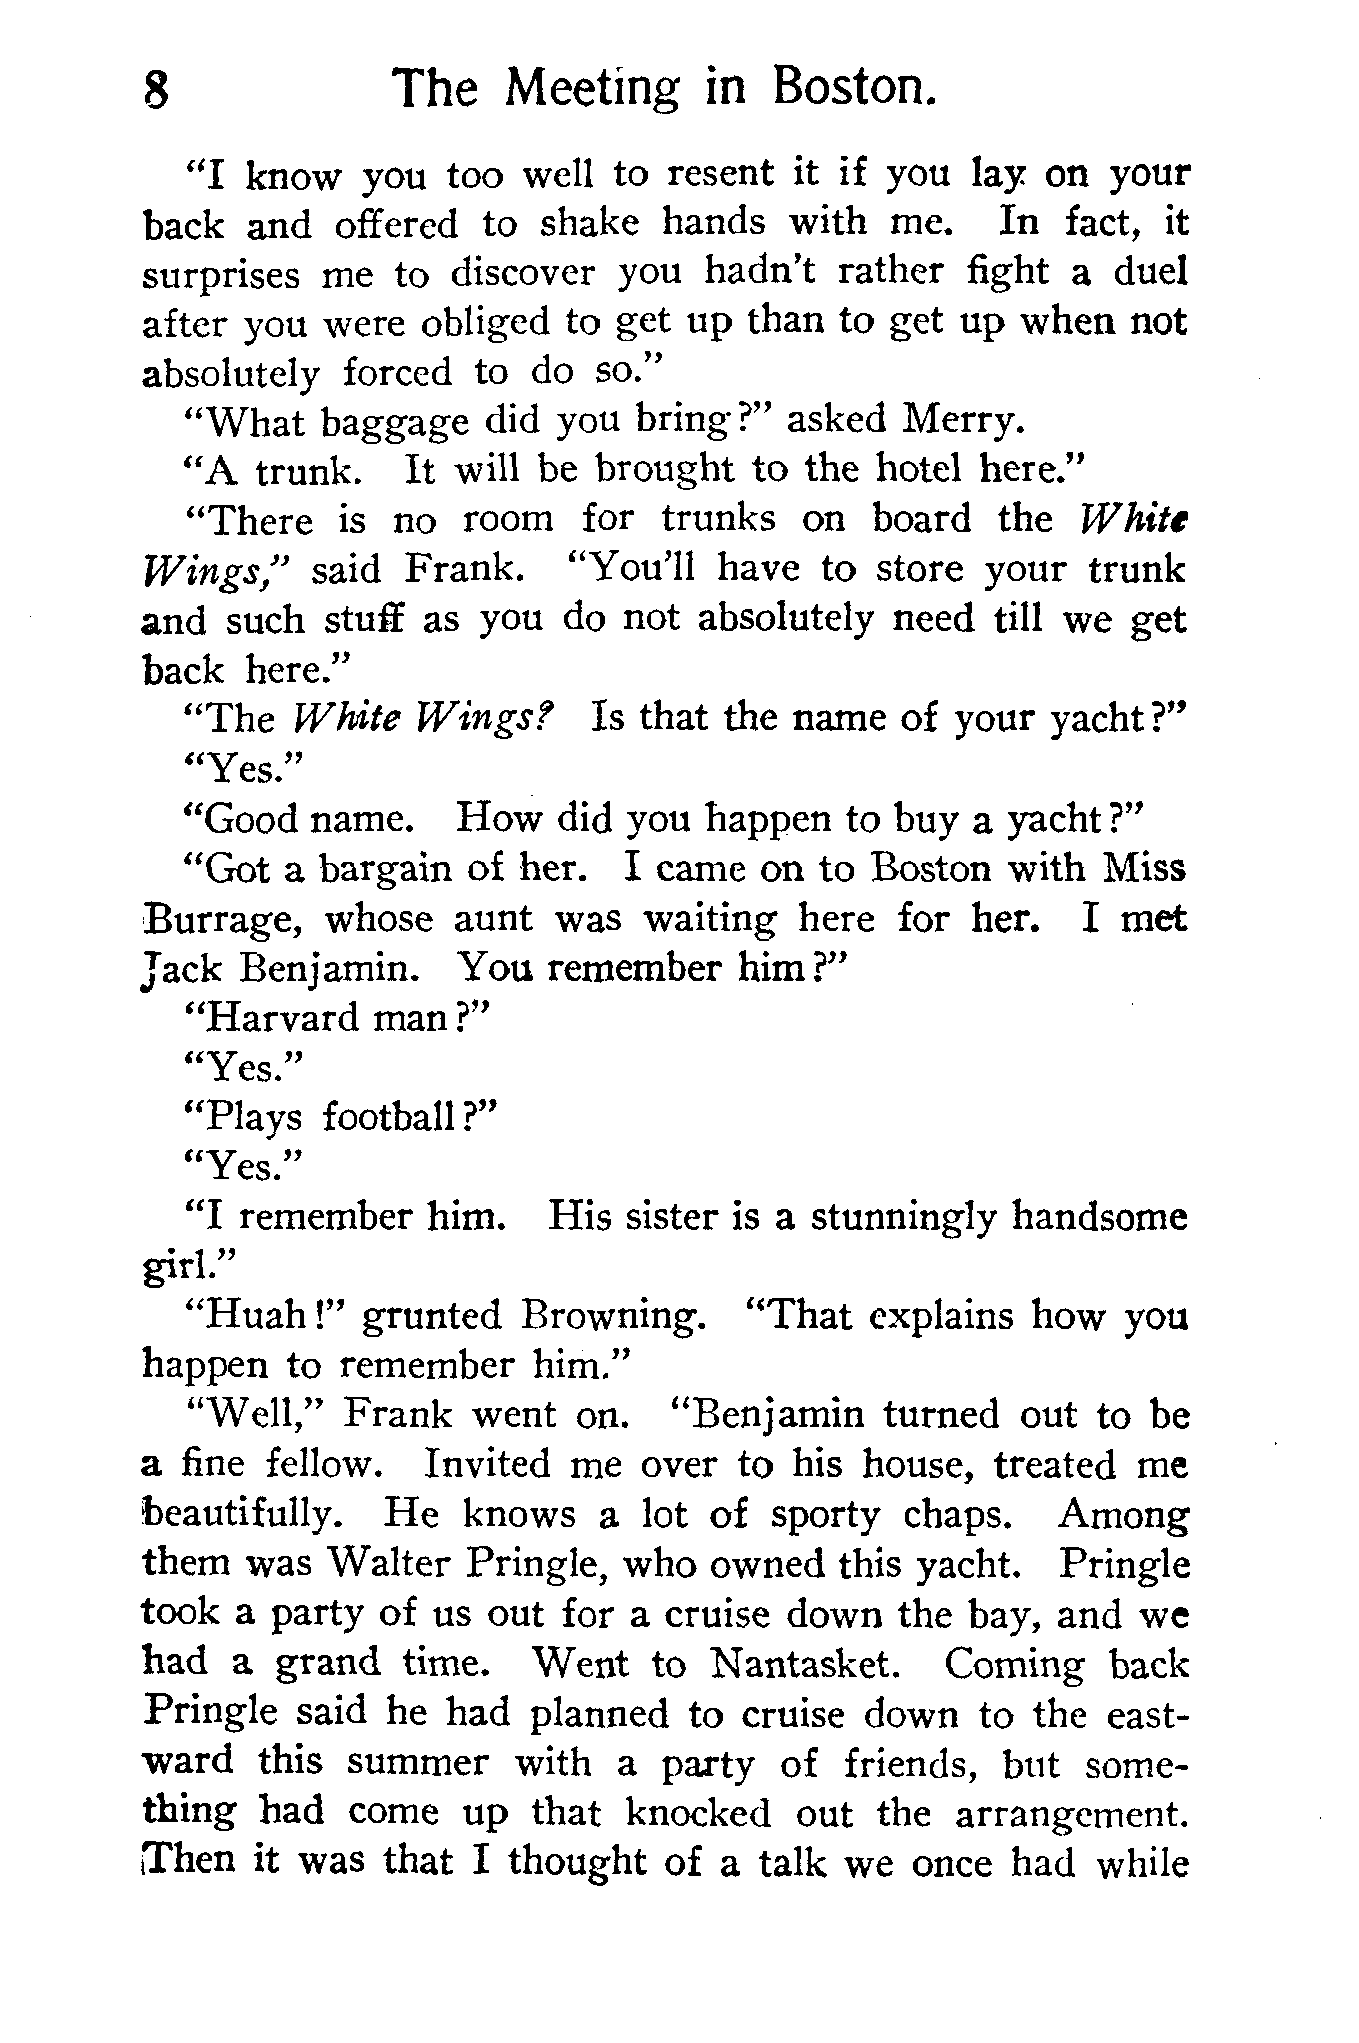 8 The Meeting in Boston.
“I know you too well to resent it if you lay on your
back and offered to shake hands with me. In fact, it
surprises me to discover you hadn’t rather fight a duel
after you were obliged to get up than to get up when not
absolutely forced to do so.”
“What baggage did you bring?” asked Merry.
“A trunk. It will be brought to the hotel here.”
“There is no room for trunks on board the White
Wings,” said Frank. “You’ll have to store your trunk
and such stuff as you do not absolutely need till we get
back here.”
“The White Wings? Is that the name of your yacht?”
“Yes.”
“Good name. How did you happen to buy a yacht?”
“Got a bargain of her. I came on to Boston with Miss
Burrage, whose aunt was waiting here for her. I met
Jack Benjamin. You remember him?”
“Harvard man?”
“Yes.”
“Plays football?”
“Yes.”
“I remember him. His sister is a stunningly handsome
girl.”
“Huah!” grunted Browning. “That explains how you
happen to remember him.”
“Well,” Frank went on. “Benjamin turned out to be
a fine fellow. Invited me over to his house, treated me
beautifully. He knows a lot of sporty chaps. Among
them was Walter Pringle, who owned this yacht. Pringle
took a party of us out for a cruise down the bay, and we
had a grand time. Went to Nantasket. Coming back
Pringle said he had planned to cruise down to the east-
ward this summer with a party of friends, but some-
thing had come up that knocked out the arrangement.
Then it was that I thought of a talk we once had while